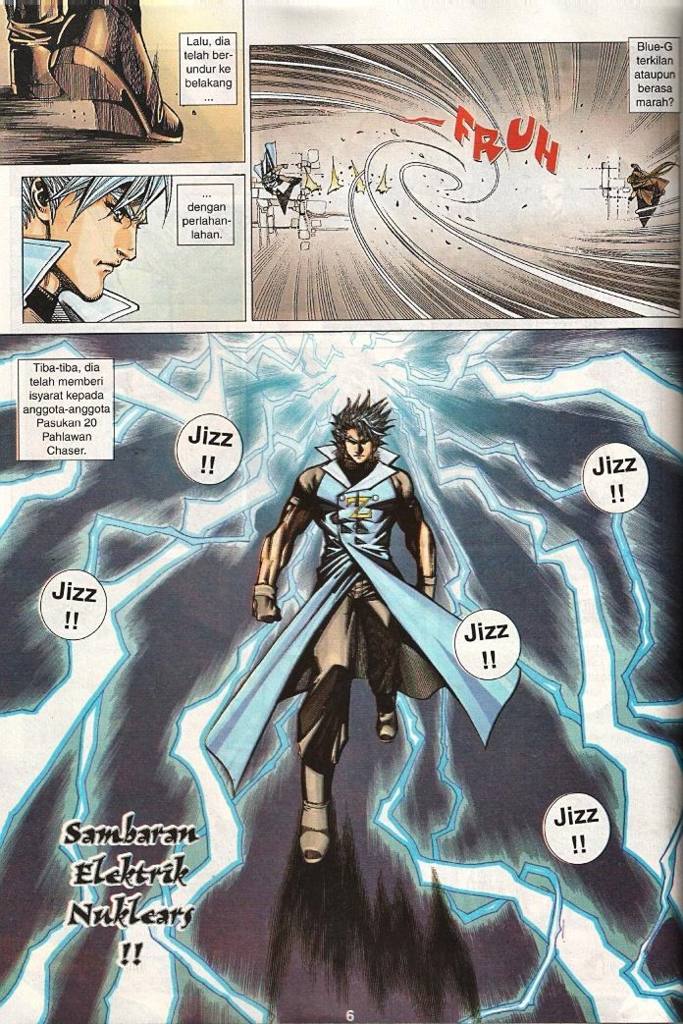 Lalu, dia
telah ber-
undur ke
belakang
...
Blue-G
terkilan
ataupun
berasa
marah?
FRUH
...
dengan
perlahan-
lahan.
Tiba-tiba, dia
telah memberi
isyarat kepada
anggota-anggota
Pasukan 20
Pahlawan
Chaser.
Jizz
!!
Jizz
!!
Z
Jizz
!!
Jizz
!!
Jizz
!!
Sambaran
Elektrik
Nuklears
!!
6